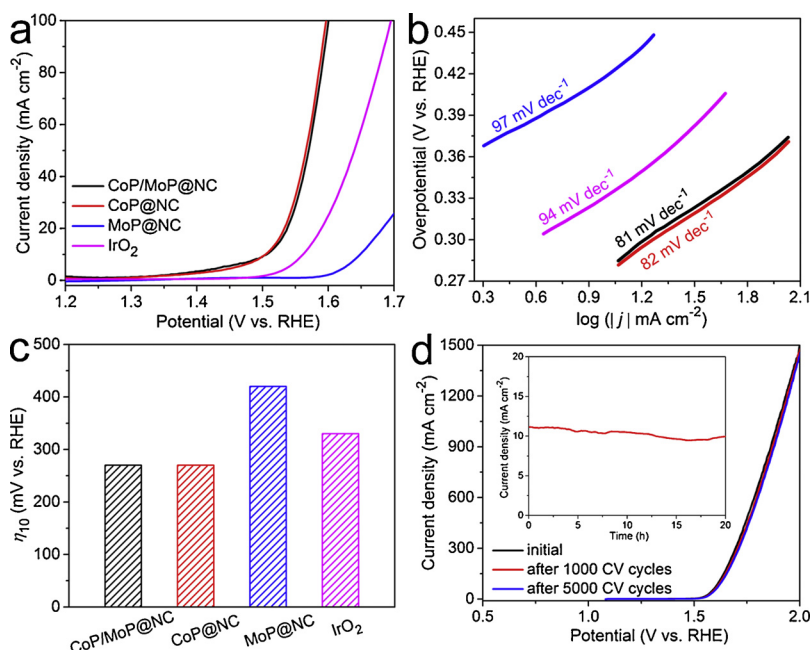 a
Current density (mA cm⁻²)
100
80
60
40
20
0
CoP/MoP@NC
CoP@NC
MoP@NC
IrO₂
1.2 1.3 1.4 1.5 1.6 1.7
Potential (V vs. RHE)
b
Overpotential (V vs. RHE)
0.45
0.42
0.39
0.36
0.33
0.30
0.27
97 mV dec⁻¹
94 mV dec⁻¹
81 mV dec⁻¹
82 mV dec⁻¹
0.3 0.6 0.9 1.2 1.5 1.8 2.1
log (| j | mA cm⁻²)
c
η₁₀ (mV vs. RHE)
500
400
300
200
100
0
CoP/MoP@NC
CoP@NC
MoP@NC
IrO₂
d
Current density (mA cm⁻²)
1500
1200
900
600
300
0
Current density (mA cm⁻²)
20
15
10
5
0
0 5 10 15 20
Time (h)
initial
after 1000 CV cycles
after 5000 CV cycles
0.5 1.0 1.5 2.0
Potential (V vs. RHE)